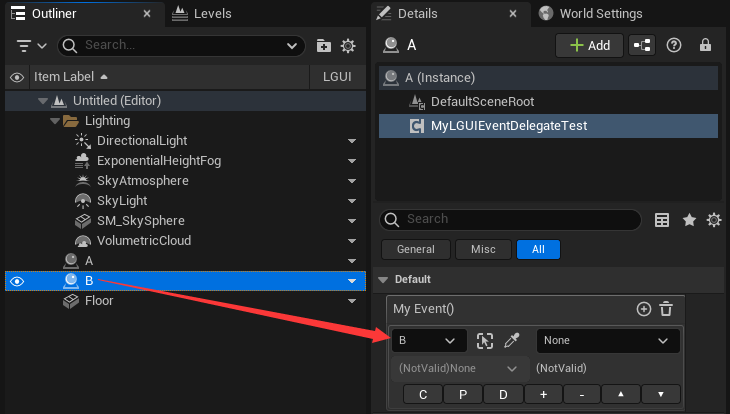 Outliner
Levels
Search...
Item Label
LGUI
Untitled (Editor)
Lighting
DirectionalLight
ExponentialHeightFog
SkyAtmosphere
SkyLight
SM_SkySphere
VolumetricCloud
A
B
Floor
Details
World Settings
A
+ Add
A (Instance)
DefaultSceneRoot
MyLGUIEventDelegateTest
Search
General
Misc
All
Default
My Event()
B
None
(NotValid)None
(NotValid)
C
P
D
+
-